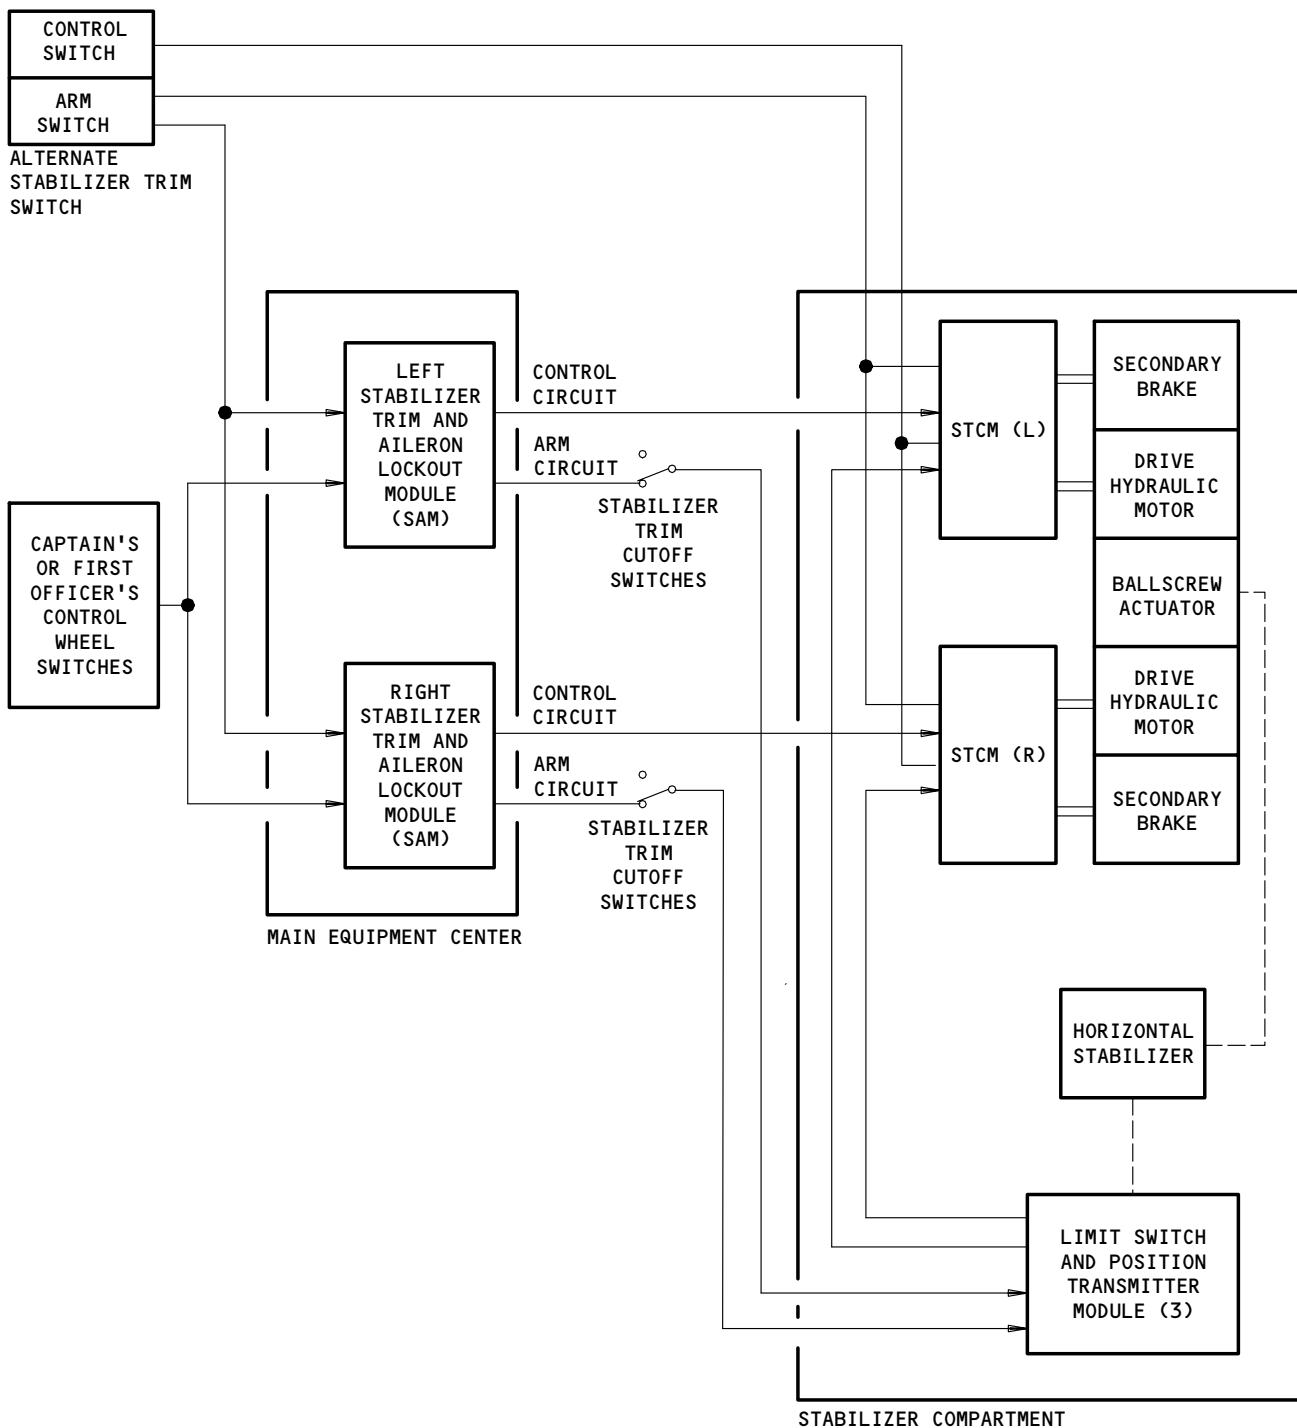 CONTROL
SWITCH
ARM
SWITCH
ALTERNATE
STABILIZER TRIM
SWITCH
CAPTAIN'S
OR FIRST
OFFICER'S
CONTROL
WHEEL
SWITCHES
LEFT
STABILIZER
TRIM AND
AILERON
LOCKOUT
MODULE
(SAM)
CONTROL
CIRCUIT
ARM
CIRCUIT
STABILIZER
TRIM
CUTOFF
SWITCHES
RIGHT
STABILIZER
TRIM AND
AILERON
LOCKOUT
MODULE
(SAM)
CONTROL
CIRCUIT
ARM
CIRCUIT
STABILIZER
TRIM
CUTOFF
SWITCHES
MAIN EQUIPMENT CENTER
STCM (L)
SECONDARY
BRAKE
DRIVE
HYDRAULIC
MOTOR
BALLSCREW
ACTUATOR
STCM (R)
DRIVE
HYDRAULIC
MOTOR
SECONDARY
BRAKE
HORIZONTAL
STABILIZER
LIMIT SWITCH
AND POSITION
TRANSMITTER
MODULE (3)
STABILIZER COMPARTMENT